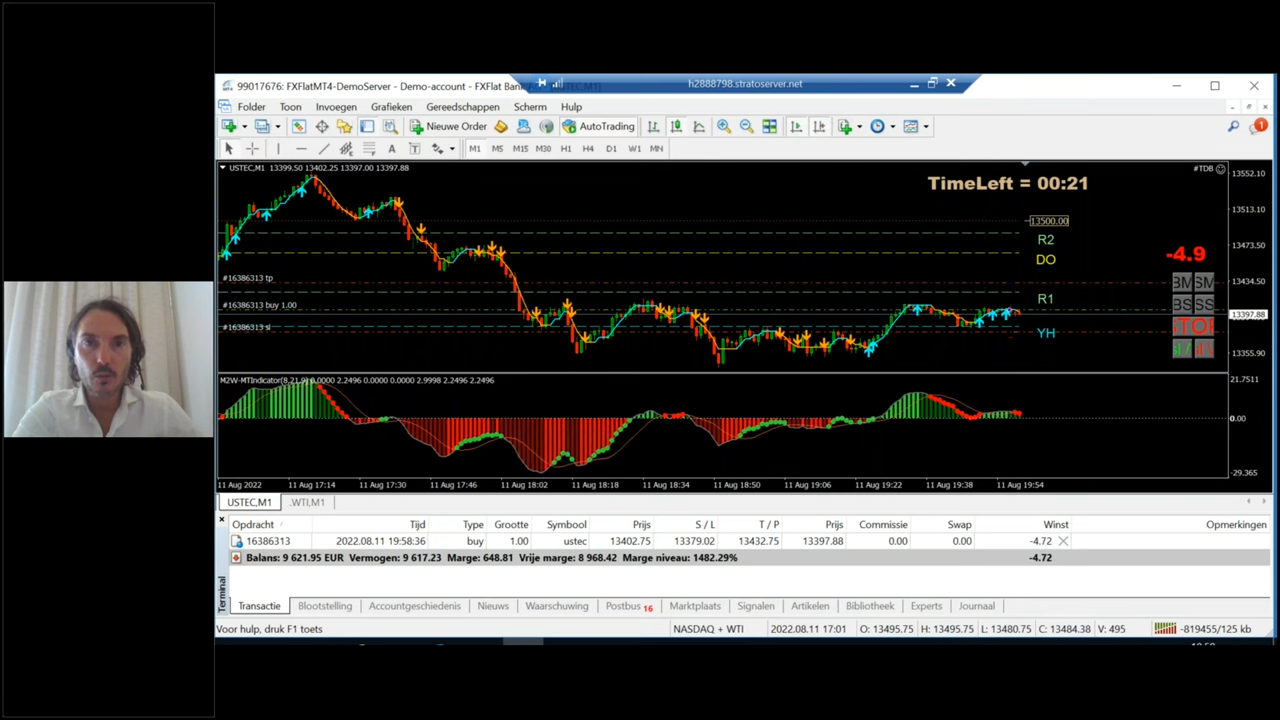 99017676: FXFlatMT4-DemoServer - Demo-account - FXFlat Bank
h2888798.stratoserver.net
Folder Toon Invoegen Grafieken Gereedschappen Scherm Hulp
Nieuwe Order AutoTrading 1
A T M1 M5 M15 M30 H1 H4 D1 W1 MN
USTEC,M1 13399.50 13402.25 13397.00 13397.88
#TDB
TimeLeft = 00:21
13552.10
13513.10
13500.00
R2
13473.50
DO
-4.9
#16386313 tp
13434.50
BM SM
R1
#16386313 buy 1.00
BS SS
13397.88
#16386313 sl
STOP
YH
13355.90
M2W-MTIndicator(8,21,9) 0.0000 2.2496 0.0000 0.0000 2.9998 2.2496 2.2496
21.7511
0.00
-29.365
11 Aug 2022 11 Aug 17:14 11 Aug 17:30 11 Aug 17:46 11 Aug 18:02 11 Aug 18:18 11 Aug 18:34 11 Aug 18:50 11 Aug 19:06 11 Aug 19:22 11 Aug 19:38 11 Aug 19:54
USTEC,M1 .WTI,M1
Opdracht / Tijd Type Grootte Symbool Prijs S / L T / P Prijs Commissie Swap Winst Opmerkingen
16386313 2022.08.11 19:58:36 buy 1.00 ustec 13402.75 13379.02 13432.75 13397.88 0.00 0.00 -4.72
Balans: 9 621.95 EUR Vermogen: 9 617.23 Marge: 648.81 Vrije marge: 8 968.42 Marge niveau: 1482.29% -4.72
Terminal
Transactie Blootstelling Accountgeschiedenis Nieuws Waarschuwing Postbus 16 Marktplaats Signalen Artikelen Bibliotheek Experts Journaal
Voor hulp, druk F1 toets NASDAQ + WTI 2022.08.11 17:01 O: 13495.75 H: 13495.75 L: 13480.75 C: 13484.38 V: 495 -819455/125 kb